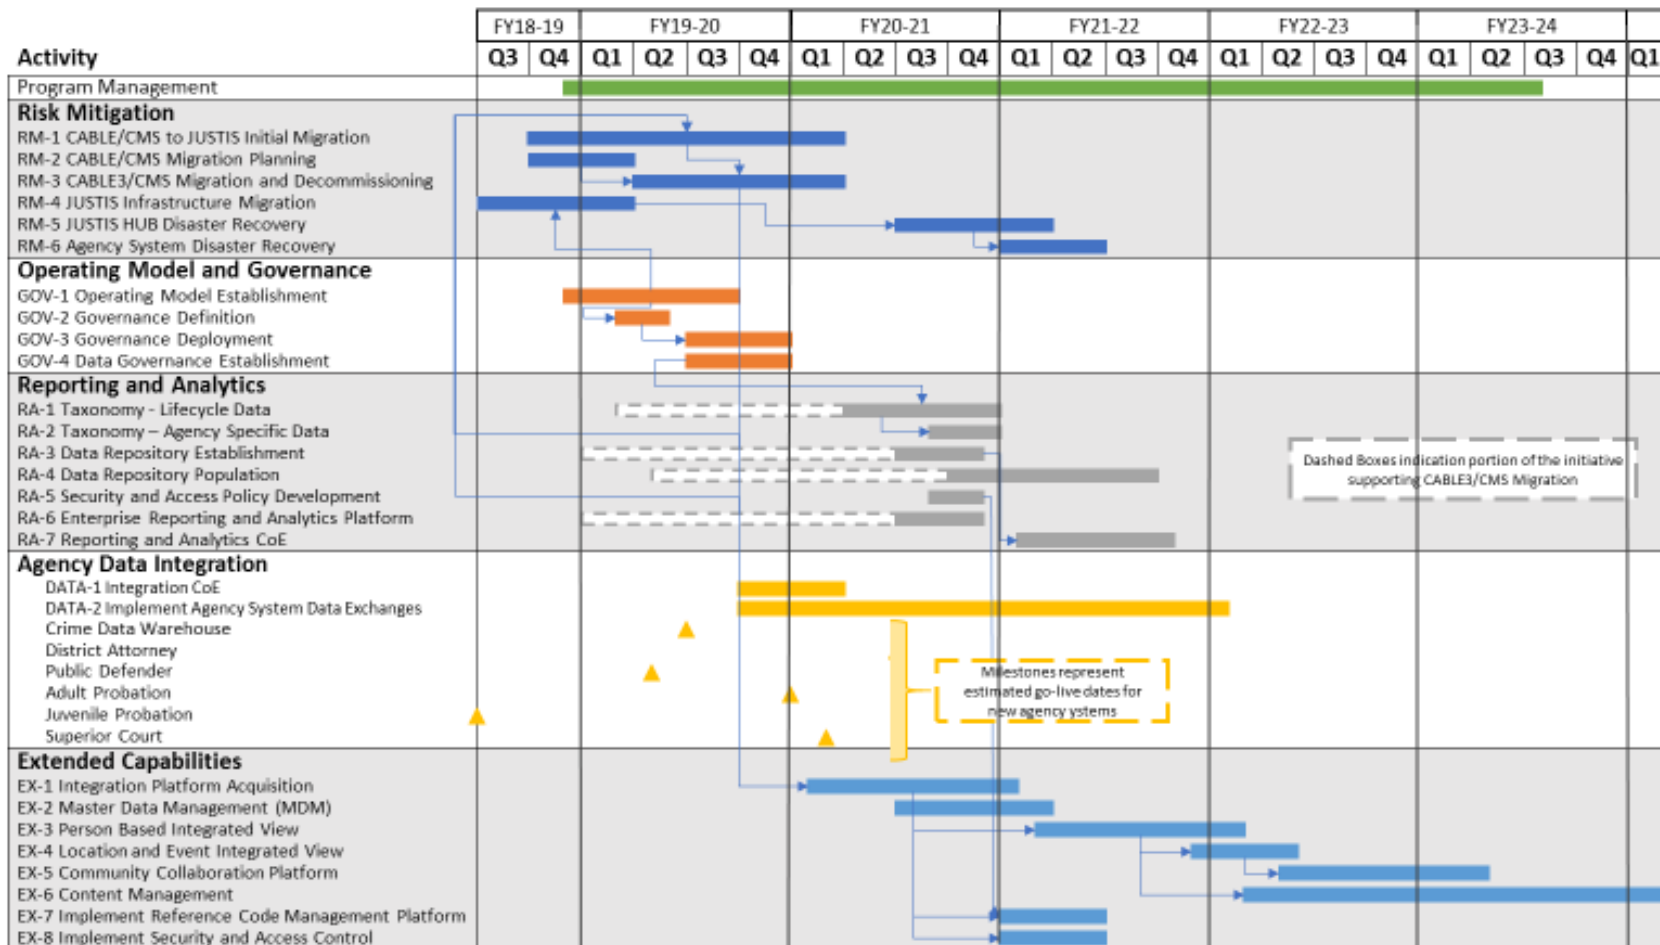 FY18-19 FY19-20 FY20-21 FY21-22 FY22-23 FY23-24
Activity Q3 Q4 Q1 Q2 Q3 Q4 Q1 Q2 Q3 Q4 Q1 Q2 Q3 Q4 Q1 Q2 Q3 Q4 Q1 Q2 Q3 Q4 Q1
Program Management
Risk Mitigation
RM-1 CABLE/CMS to JUSTIS Initial Migration
RM-2 CABLE/CMS Migration Planning
RM-3 CABLE3/CMS Migration and Decommissioning
RM-4 JUSTIS Infrastructure Migration
RM-5 JUSTIS HUB Disaster Recovery
RM-6 Agency System Disaster Recovery
Operating Model and Governance
GOV-1 Operating Model Establishment
GOV-2 Governance Definition
GOV-3 Governance Deployment
GOV-4 Data Governance Establishment
Reporting and Analytics
RA-1 Taxonomy - Lifecycle Data
RA-2 Taxonomy – Agency Specific Data
RA-3 Data Repository Establishment
RA-4 Data Repository Population
RA-5 Security and Access Policy Development
RA-6 Enterprise Reporting and Analytics Platform
RA-7 Reporting and Analytics CoE
Dashed Boxes indication portion of the initiative
supporting CABLE3/CMS Migration
Agency Data Integration
DATA-1 Integration CoE
DATA-2 Implement Agency System Data Exchanges
Crime Data Warehouse
District Attorney
Public Defender
Adult Probation
Juvenile Probation
Superior Court
Milestones represent
estimated go-live dates for
new agency ystems
Extended Capabilities
EX-1 Integration Platform Acquisition
EX-2 Master Data Management (MDM)
EX-3 Person Based Integrated View
EX-4 Location and Event Integrated View
EX-5 Community Collaboration Platform
EX-6 Content Management
EX-7 Implement Reference Code Management Platform
EX-8 Implement Security and Access Control